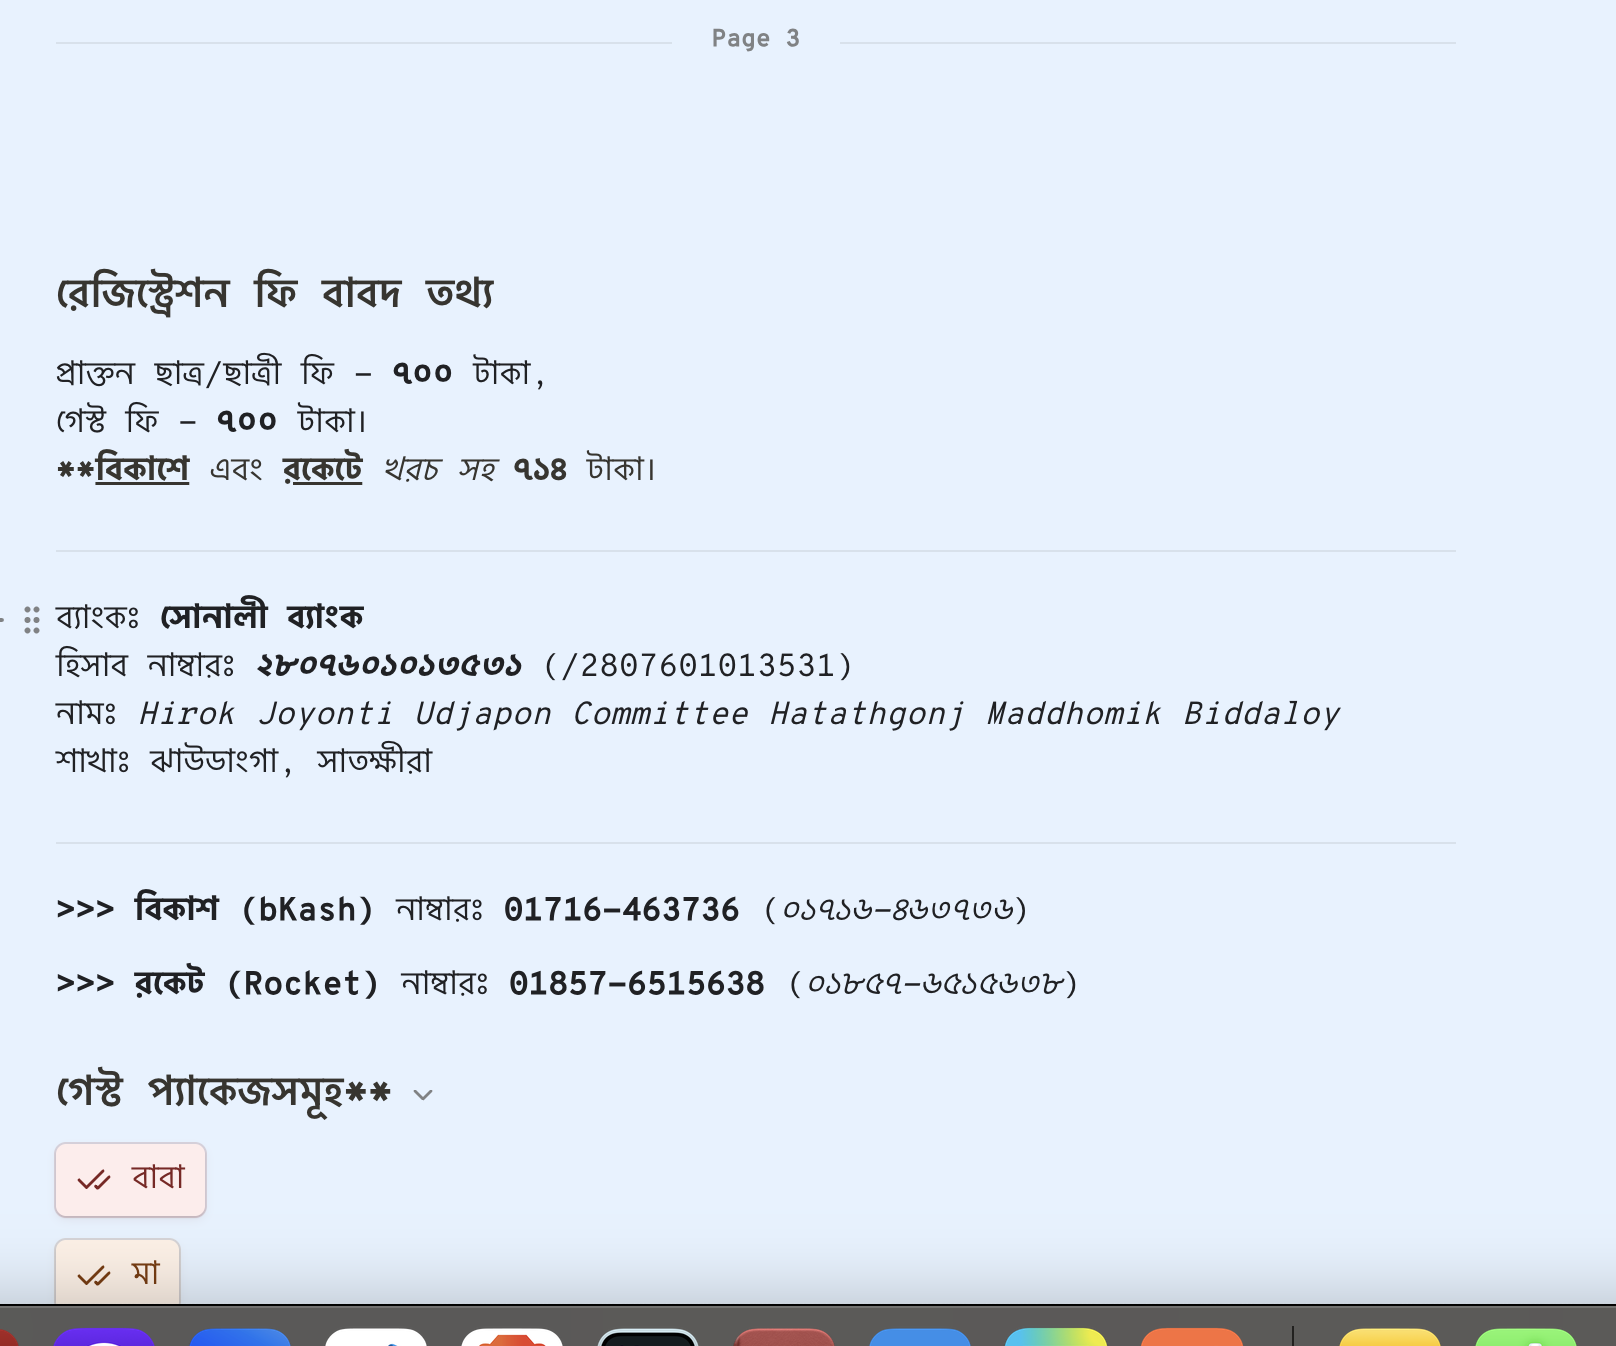 Page 3
রেজিস্ট্রেশন ফি বাবদ তথ্য
প্রাক্তন ছাত্র/ছাত্রী ফি – ৭০০ টাকা,
গেস্ট ফি – ৭০০ টাকা।
**বিকাশে এবং রকেটে খরচ সহ ৭১৪ টাকা।
ব্যাংকঃ সোনালী ব্যাংক
হিসাব নাম্বারঃ ২৮০৭৬০১০১৩৫৩১ (/2807601013531)
নামঃ Hirok Joyonti Udjapon Committee Hatathgonj Maddhomik Biddaloy
শাখাঃ ঝাউডাংগা, সাতক্ষীরা
>>> বিকাশ (bKash) নাম্বারঃ 01716–463736 (০১৭১৬–৪৬৩৭৩৬)
>>> রকেট (Rocket) নাম্বারঃ 01857–6515638 (০১৮৫৭–৬৫১৫৬৩৮)
গেস্ট প্যাকেজসমূহ**
বাবা
মা